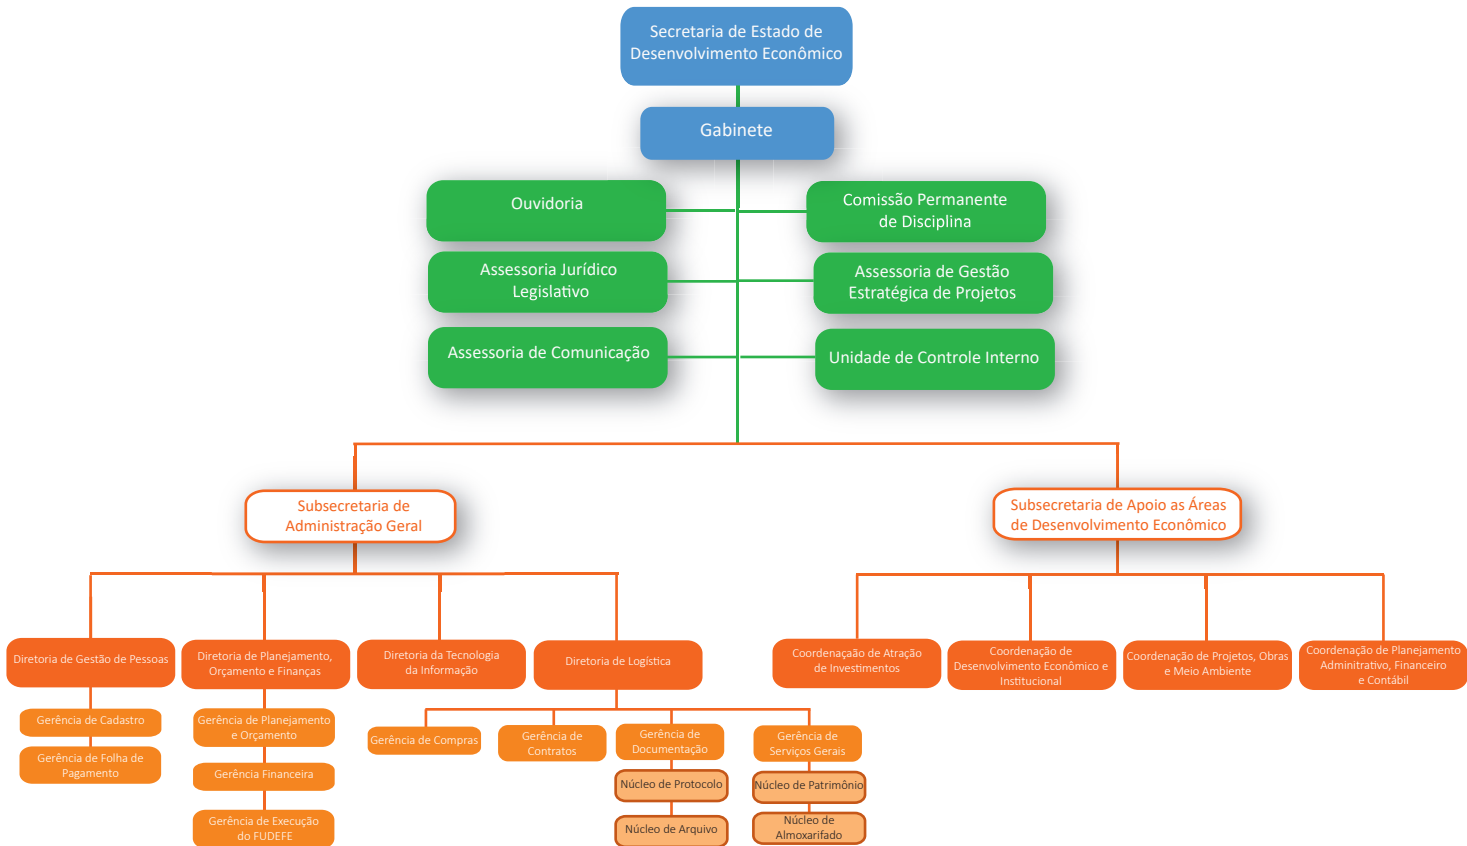 Secretaria de Estado de
Desenvolvimento Econômico
Gabinete
Ouvidoria
Comissão Permanente
de Disciplina
Assessoria Jurídico
Legislativo
Assessoria de Gestão
Estratégica de Projetos
Assessoria de Comunicação
Unidade de Controle Interno
Subsecretaria de
Administração Geral
Subsecretaria de Apoio as Áreas
de Desenvolvimento Econômico
Diretoria de Gestão de Pessoas
Diretoria de Planejamento,
Orçamento e Finanças
Diretoria da Tecnologia
da Informação
Diretoria de Logística
Coordenaçaão de Atração
de Investimentos
Coordenação de
Desenvolvimento Econômico e
Institucional
Coordenação de Projetos, Obras
e Meio Ambiente
Coordenação de Planejamento
Adminitrativo, Financeiro
e Contábil
Gerência de Cadastro
Gerência de Folha de
Pagamento
Gerência de Planejamento
e Orçamento
Gerência Financeira
Gerência de Execução
do FUDEFE
Gerência de Compras
Gerência de
Contratos
Gerência de
Documentação
Gerência de
Serviços Gerais
Núcleo de Protocolo
Núcleo de Patrimônio
Núcleo de Arquivo
Núcleo de
Almoxarifado